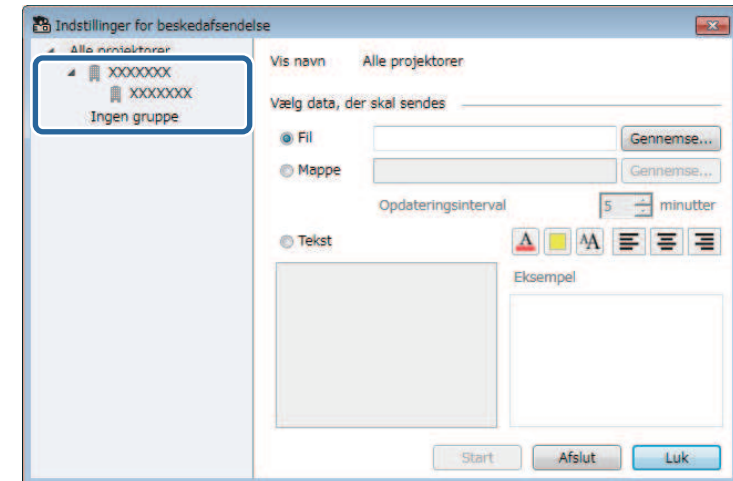 Indstillinger for beskedafsendelse
Alle projektorer
XXXXXXX
XXXXXXX
Ingen gruppe
Vis navn Alle projektorer
Vælg data, der skal sendes
Fil Gennemse...
Mappe Gennemse...
Opdateringsinterval 5 minutter
Tekst A AA
Eksempel
Start Afslut Luk